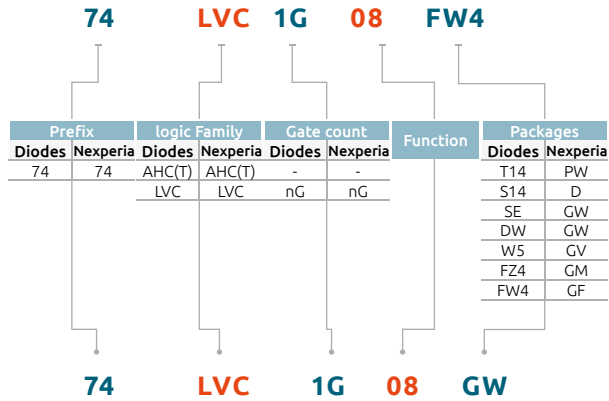 74 LVC 1G 08 FW4
Prefix logic Family Gate count Function Packages
Diodes Nexperia Diodes Nexperia Diodes Nexperia Diodes Nexperia
74 74 AHC(T) AHC(T) - - T14 PW
LVC LVC nG nG S14 D
SE GW
DW GW
W5 GV
FZ4 GM
FW4 GF
74 LVC 1G 08 GW